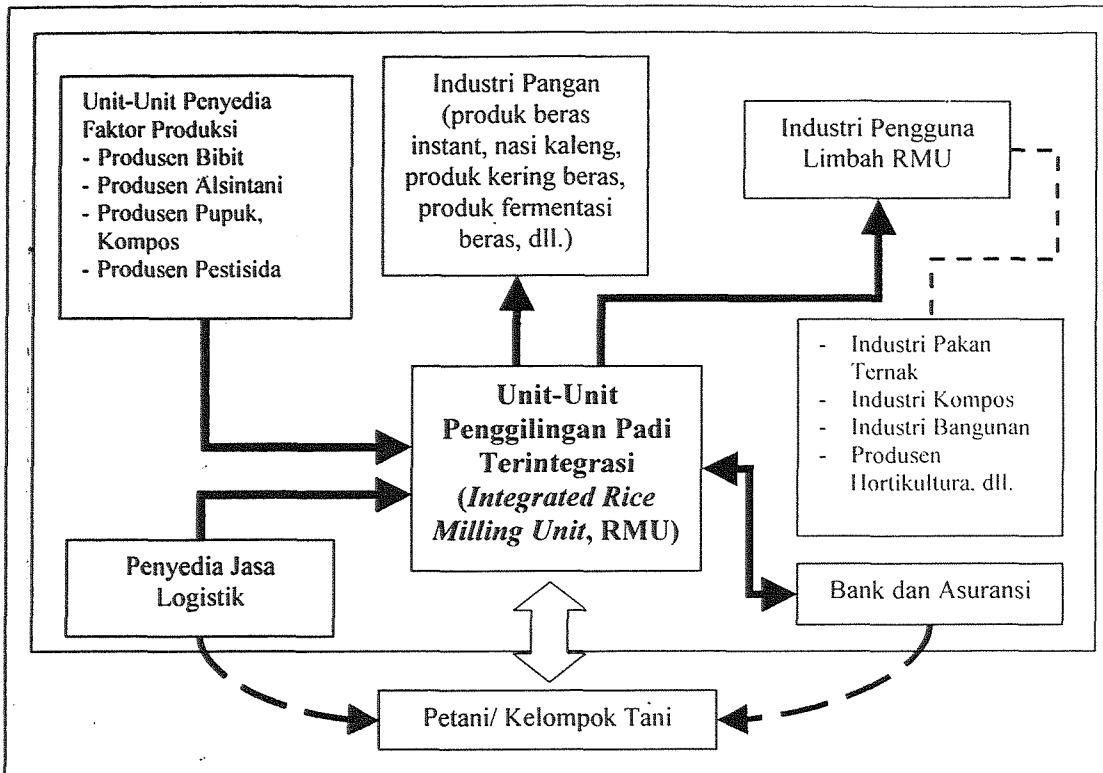 Unit-Unit Penyedia
Faktor Produksi
- Produsen Bibit
- Produsen Alsintani
- Produsen Pupuk,
Kompos
- Produsen Pestisida
Industri Pangan
(produk beras
instant, nasi kaleng,
produk kering beras,
produk fermentasi
beras, dll.)
Industri Pengguna
Limbah RMU
- Industri Pakan
Ternak
- Industri Kompos
- Industri Bangunan
- Produsen
Hortikultura. dll.
Unit-Unit
Penggilingan Padi
Terintegrasi
(Integrated Rice
Milling Unit, RMU)
Penyedia Jasa
Logistik
Bank dan Asuransi
Petani/ Kelompok Tani